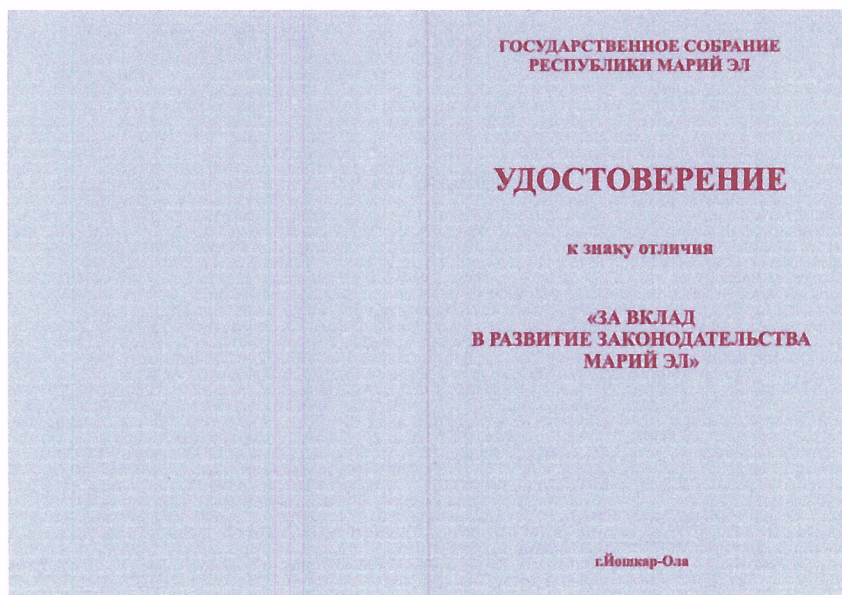 ГОСУДАРСТВЕННОЕ СОБРАНИЕ
РЕСПУБЛИКИ МАРИЙ ЭЛ
УДОСТОВЕРЕНИЕ
к знаку отличия
«ЗА ВКЛАД
В РАЗВИТИЕ ЗАКОНОДАТЕЛЬСТВА
МАРИЙ ЭЛ»
г.Йошкар-Ола